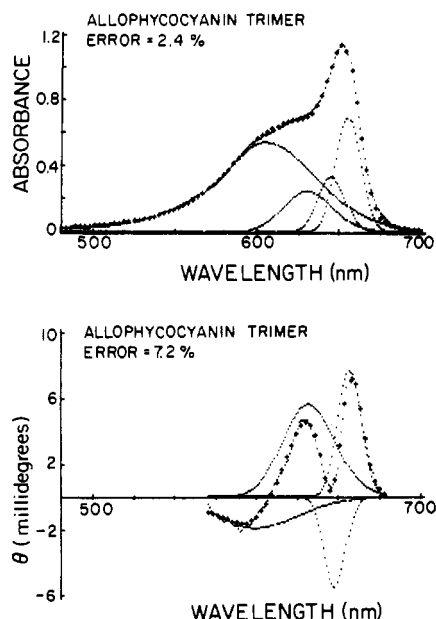 ALLOPHYCOCYANIN TRIMER
ERROR = 2.4 %
1.2
0.8
0.4
0
ABSORBANCE
500
600
700
WAVELENGTH (nm)
ALLOPHYCOCYANIN TRIMER
ERROR = 7.2 %
10
6
2
-2
-6
θ (millidegrees)
500
700
WAVELENGTH (nm)